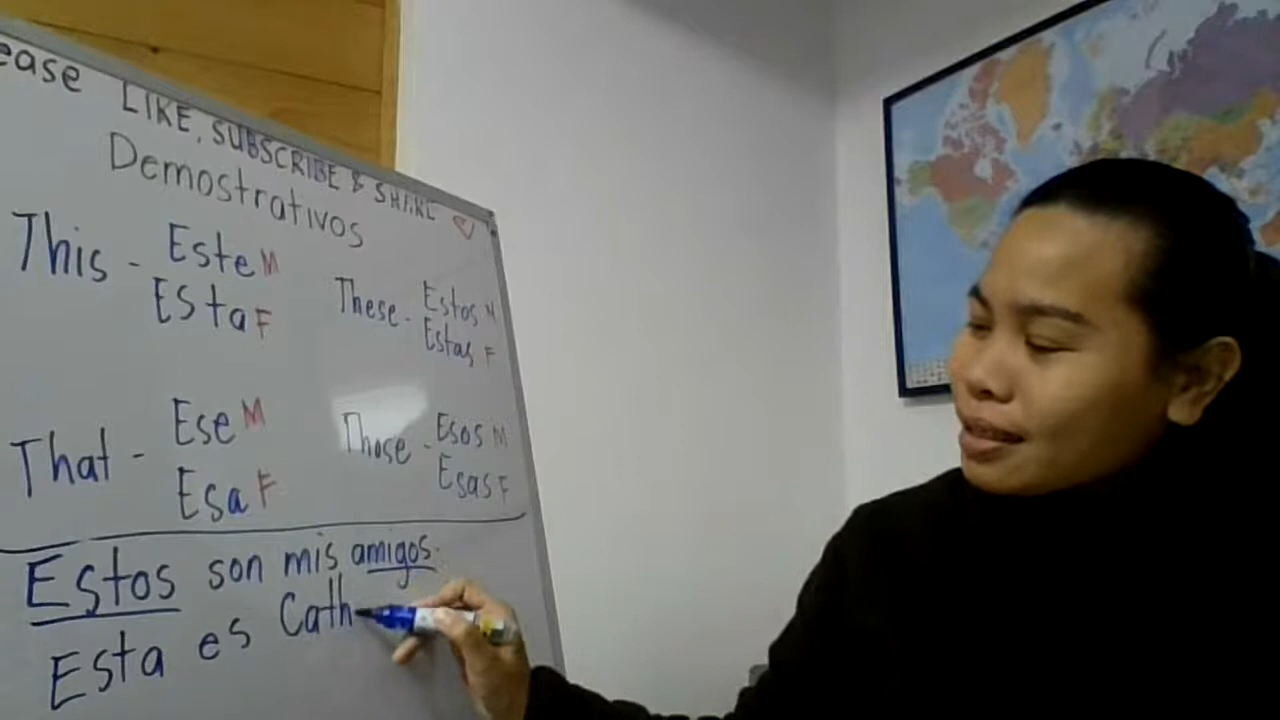 ease LIKE, SUBSCRIBE & SHARE
Demostrativos
This - Este M
Esta F
These - Estos M
Estas F
That - Ese M
Esa F
Those - Esos M
Esas F
Estos son mis amigos.
Esta es Cath